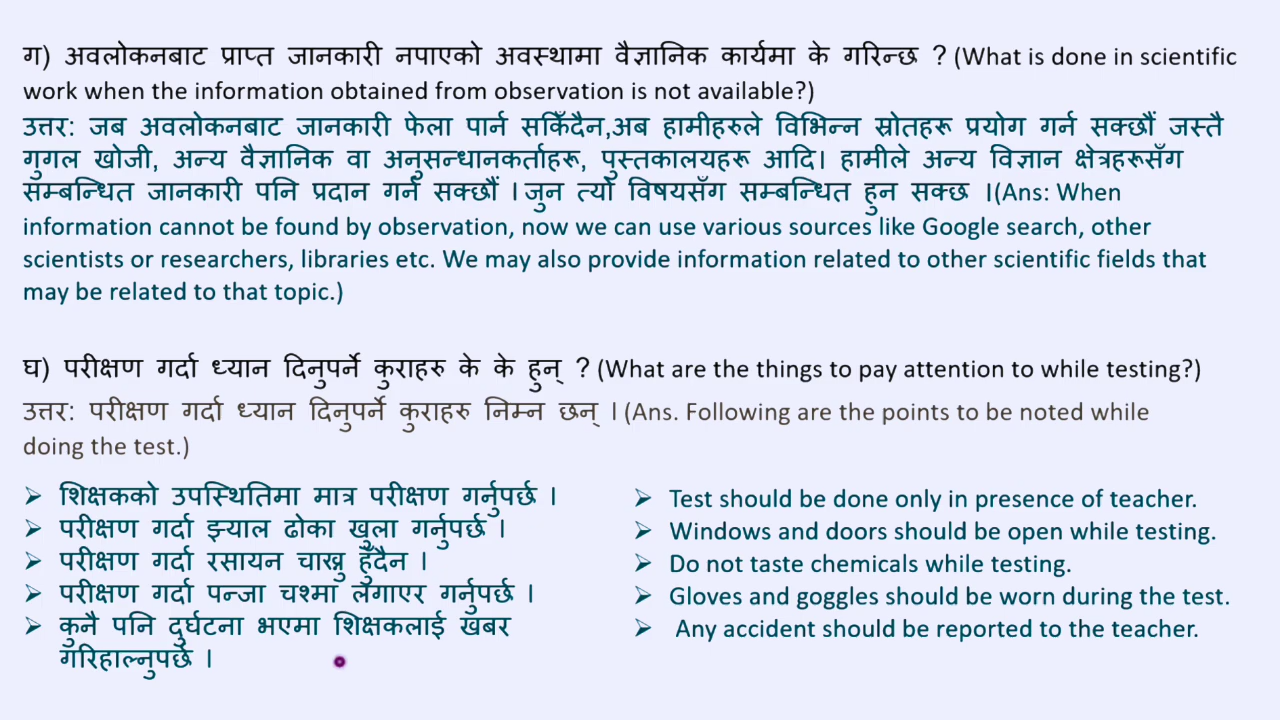 ग) अवलोकनबाट प्राप्त जानकारी नपाएको अवस्थामा वैज्ञानिक कार्यमा के गरिन्छ ? (What is done in scientific
work when the information obtained from observation is not available?)
उत्तर: जब अवलोकनबाट जानकारी फेला पार्न सकिँदैन,अब हामीहरुले विभिन्न स्रोतहरू प्रयोग गर्न सक्छौं जस्तै
गुगल खोजी, अन्य वैज्ञानिक वा अनुसन्धानकर्ताहरू, पुस्तकालयहरू आदि। हामीले अन्य विज्ञान क्षेत्रहरूसँग
सम्बन्धित जानकारी पनि प्रदान गर्न सक्छौं । जुन त्यो विषयसँग सम्बन्धित हुन सक्छ ।(Ans: When
information cannot be found by observation, now we can use various sources like Google search, other
scientists or researchers, libraries etc. We may also provide information related to other scientific fields that
may be related to that topic.)
घ) परीक्षण गर्दा ध्यान दिनुपर्ने कुराहरु के के हुन् ? (What are the things to pay attention to while testing?)
उत्तर: परीक्षण गर्दा ध्यान दिनुपर्ने कुराहरु निम्न छन् । (Ans. Following are the points to be noted while
doing the test.)
➢ शिक्षकको उपस्थितिमा मात्र परीक्षण गर्नुपर्छ ।
➢ परीक्षण गर्दा झ्याल ढोका खुला गर्नुपर्छ ।
➢ परीक्षण गर्दा रसायन चाख्नु हुँदैन ।
➢ परीक्षण गर्दा पन्जा चश्मा लगाएर गर्नुपर्छ ।
➢ कुनै पनि दुर्घटना भएमा शिक्षकलाई खबर
गरिहाल्नुपर्छ ।
➢ Test should be done only in presence of teacher.
➢ Windows and doors should be open while testing.
➢ Do not taste chemicals while testing.
➢ Gloves and goggles should be worn during the test.
➢ Any accident should be reported to the teacher.